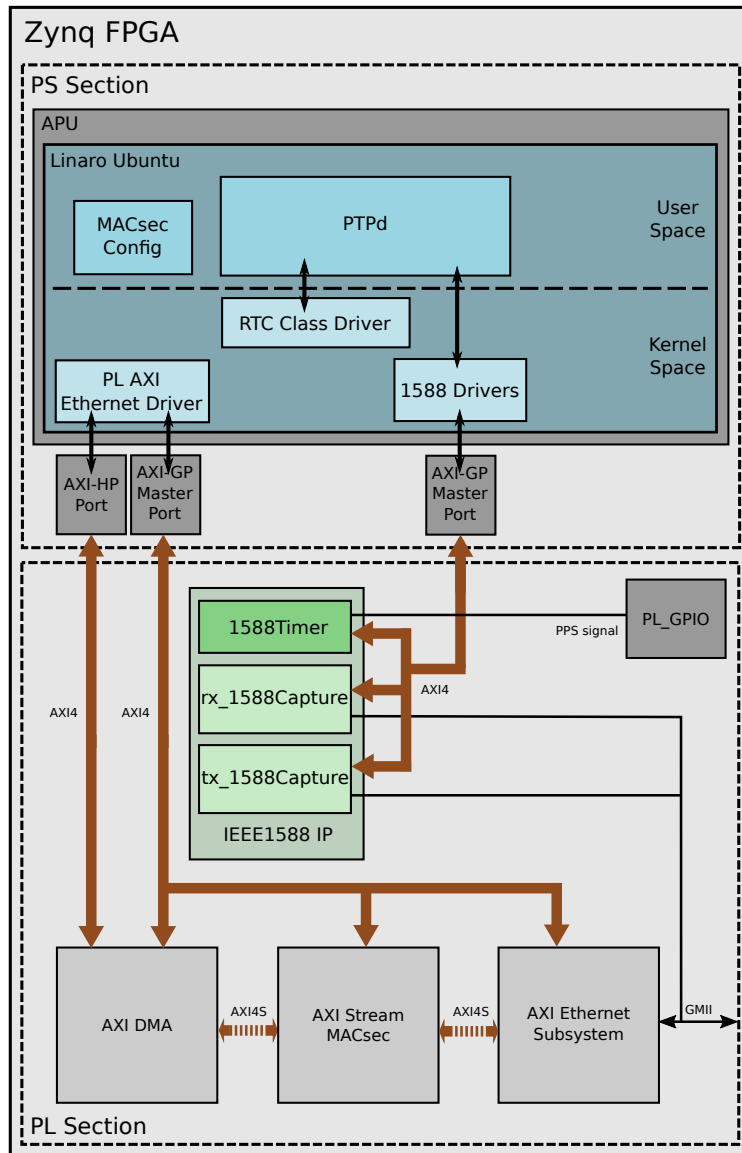 Zynq FPGA
PS Section
APU
Linaro Ubuntu
MACsec
Config
PTPd
User
Space
RTC Class Driver
Kernel
Space
PL AXI
Ethernet Driver
1588 Drivers
AXI-HP
Port
AXI-GP
Master
Port
AXI-GP
Master
Port
1588Timer
PPS signal
PL_GPIO
rx_1588Capture
AXI4
AXI4
AXI4
tx_1588Capture
IEEE1588 IP
AXI DMA
AXI4S
AXI Stream
MACsec
AXI4S
AXI Ethernet
Subsystem
GMII
PL Section